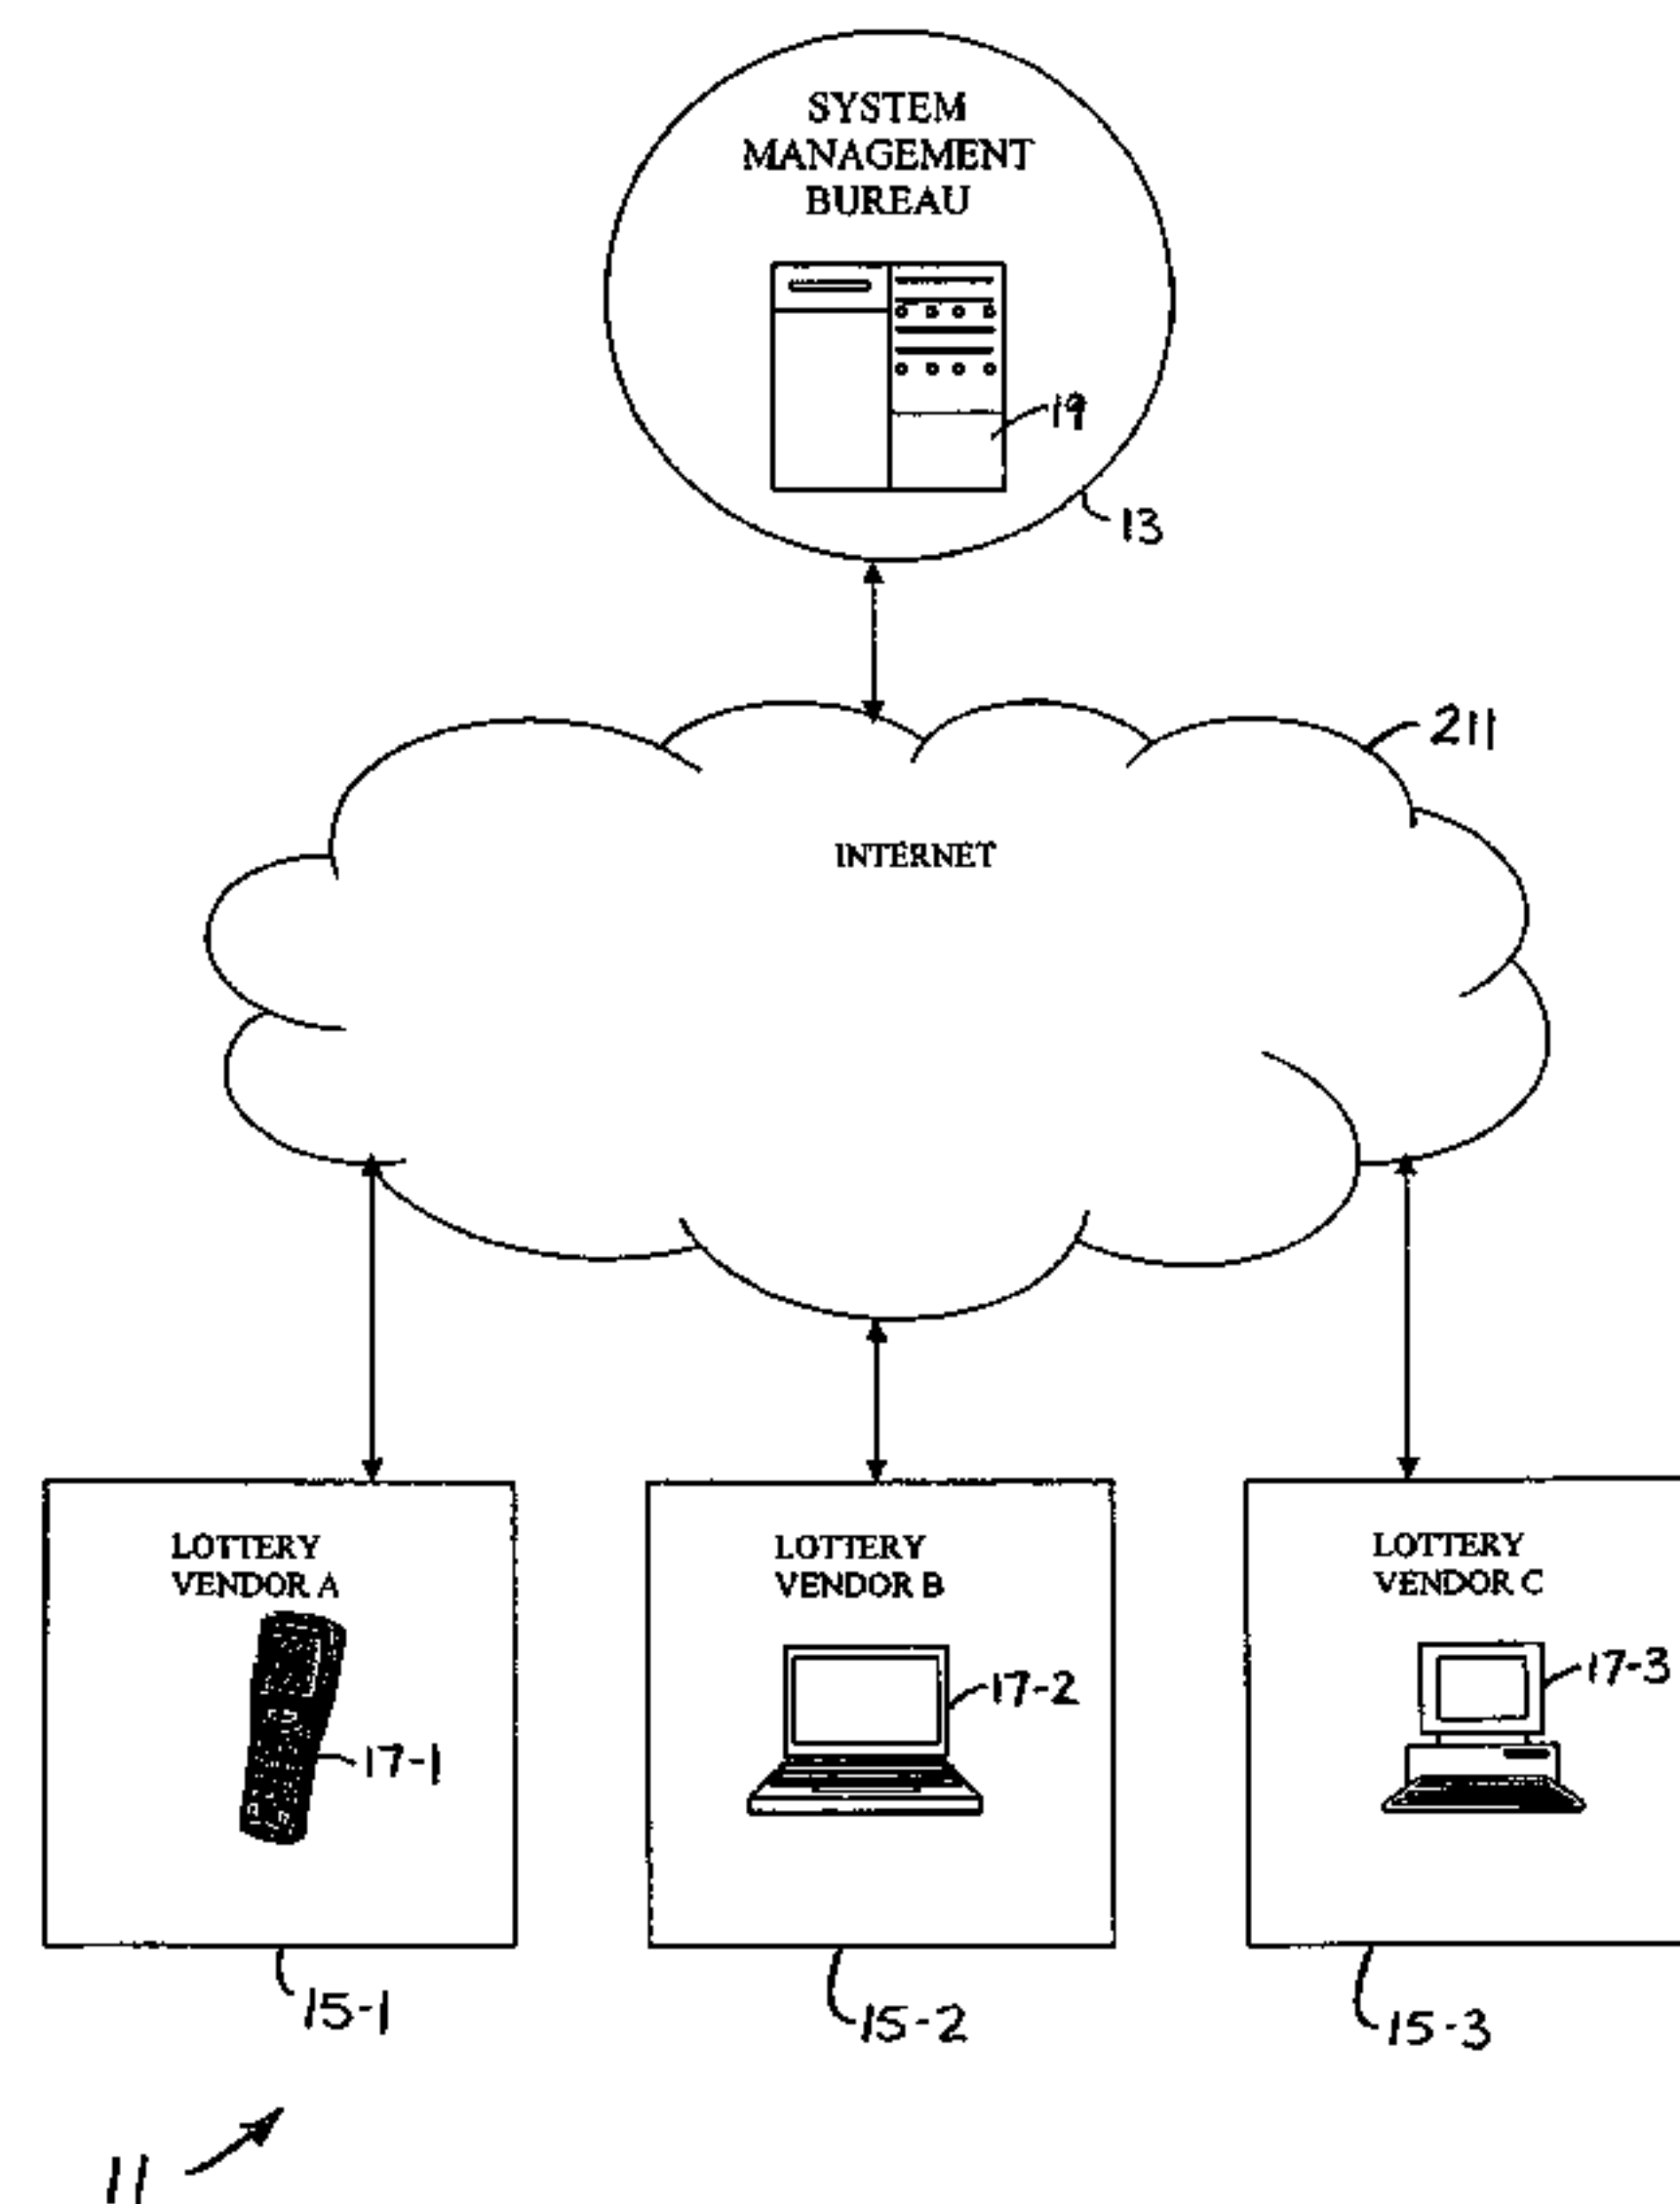 SYSTEM
MANAGEMENT
BUREAU
19
13
211
INTERNET
LOTTERY
VENDOR A
17-1
LOTTERY
VENDOR B
17-2
LOTTERY
VENDOR C
17-3
15-1
15-2
15-3
11